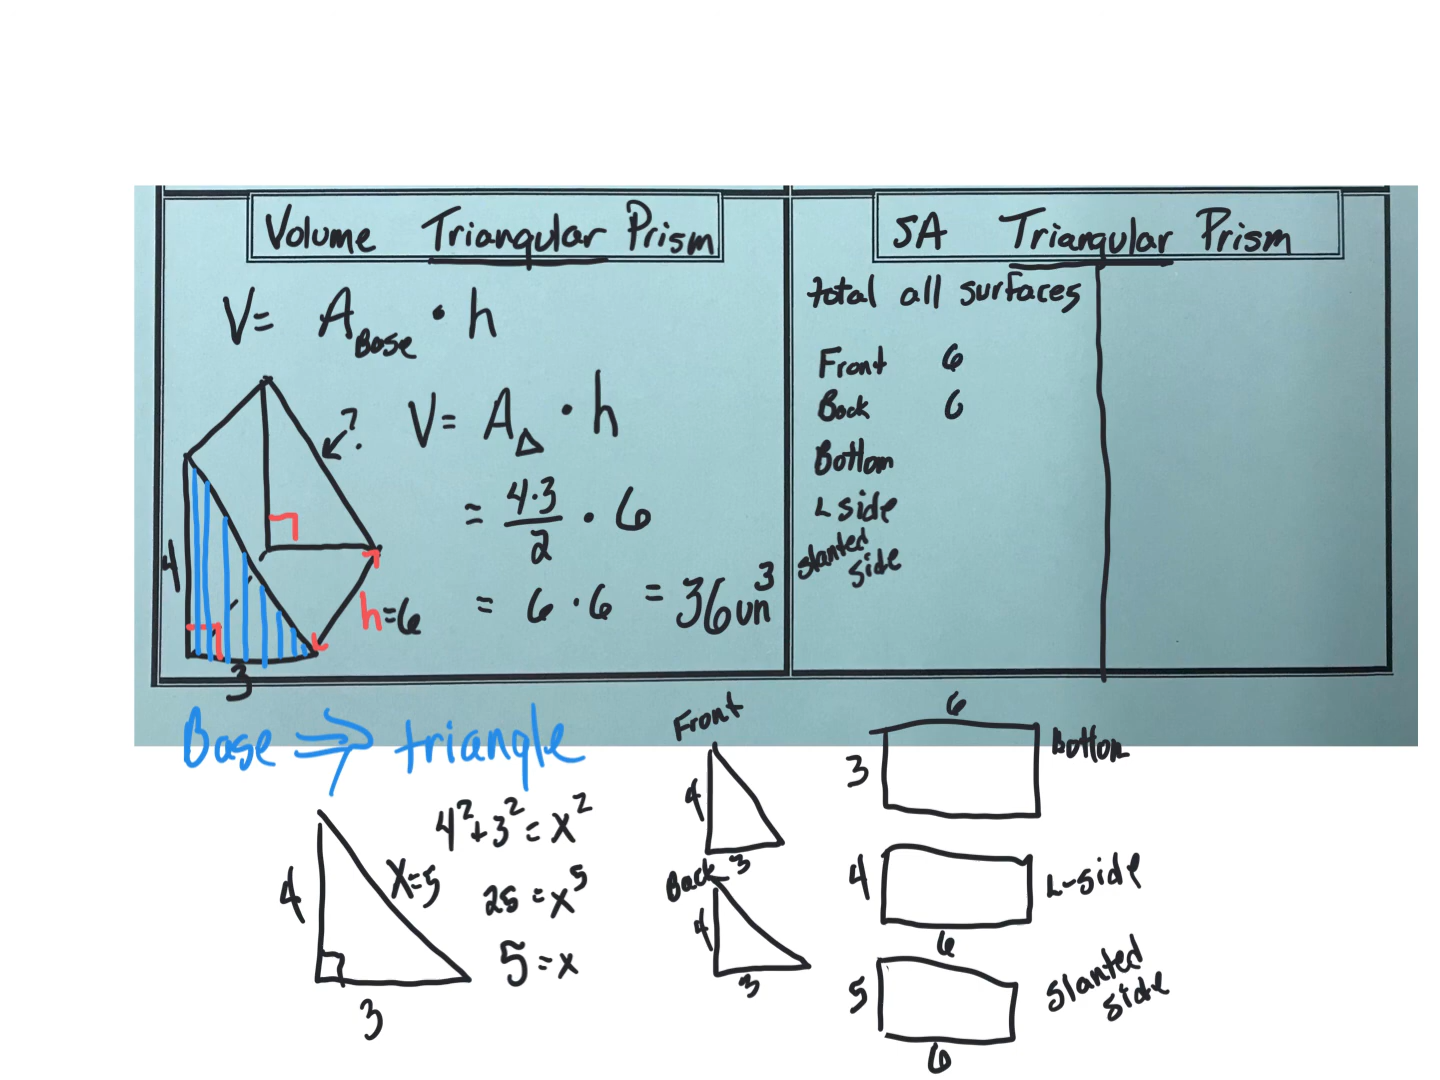 Volume Triangular Prism
V= A Base • h
V= A△ • h
= 4·3/2 • 6
= 6 · 6 = 36un³
?
4
3
h=6
SA Triangular Prism
total all surfaces
Front 6
Back 6
Bottom
L side
slanted side
Base ⇒ triangle
4
3
x=5
4²+3²=x²
25=x⁵
5=x
Front
4
3
Back
4
3
6
3
Bottom
4
6
L-side
5
6
slanted
side